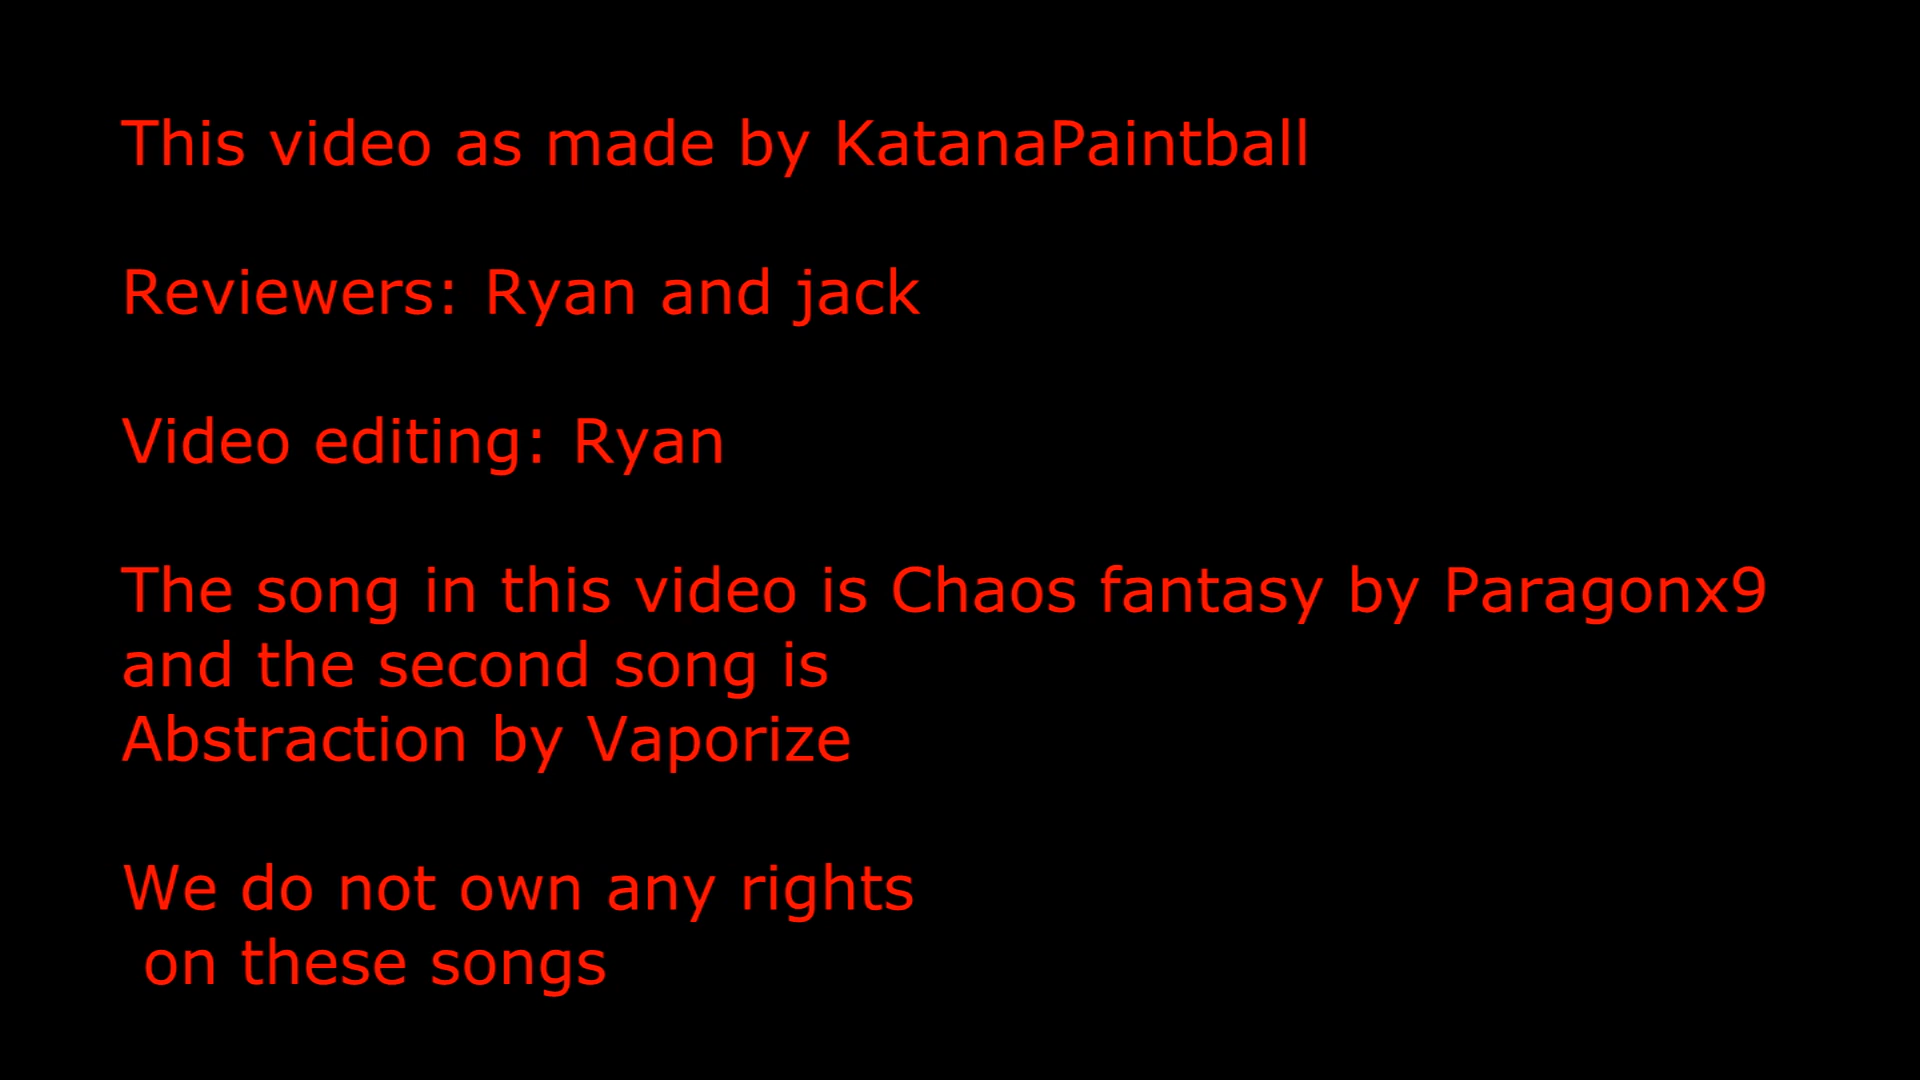 This video as made by KatanaPaintball
Reviewers: Ryan and jack
Video editing: Ryan
The song in this video is Chaos fantasy by Paragonx9
and the second song is
Abstraction by Vaporize
We do not own any rights
on these songs